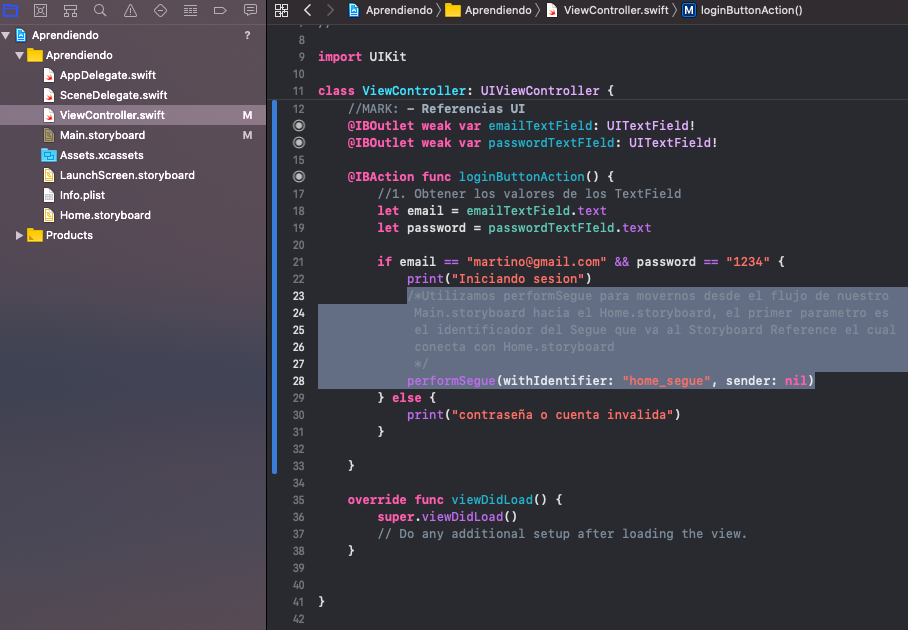 Aprendiendo ?
Aprendiendo
AppDelegate.swift
SceneDelegate.swift
ViewController.swift M
Main.storyboard M
Assets.xcassets
LaunchScreen.storyboard
Info.plist
Home.storyboard
Products
Aprendiendo 〉 Aprendiendo 〉 ViewController.swift 〉 M loginButtonAction()
//
8
9 import UIKit
10
11 class ViewController: UIViewController {
12 //MARK: - Referencias UI
@IBOutlet weak var emailTextField: UITextField!
@IBOutlet weak var passwordTextFIeld: UITextField!
15
@IBAction func loginButtonAction() {
17 //1. Obtener los valores de los TextField
18 let email = emailTextField.text
19 let password = passwordTextFIeld.text
20
21 if email == "martino@gmail.com" && password == "1234" {
22 print("Iniciando sesion")
23 /*Utilizamos performSegue para movernos desde el flujo de nuestro
24 Main.storyboard hacia el Home.storyboard, el primer parametro es
25 el identificador del Segue que va al Storyboard Reference el cual
26 conecta con Home.storyboard
27 */
28 performSegue(withIdentifier: "home_segue", sender: nil)
29 } else {
30 print("contraseña o cuenta invalida")
31 }
32
33 }
34
35 override func viewDidLoad() {
36 super.viewDidLoad()
37 // Do any additional setup after loading the view.
38 }
39
40
41 }
42